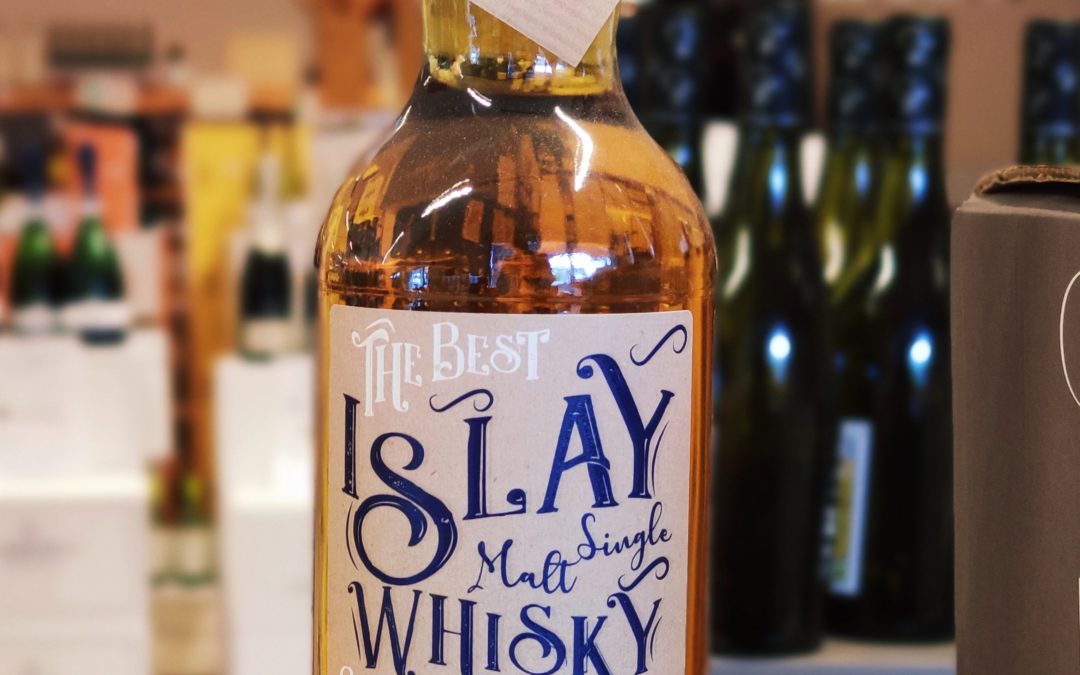 The Best
ISLAY
Single
Malt
WHISKY